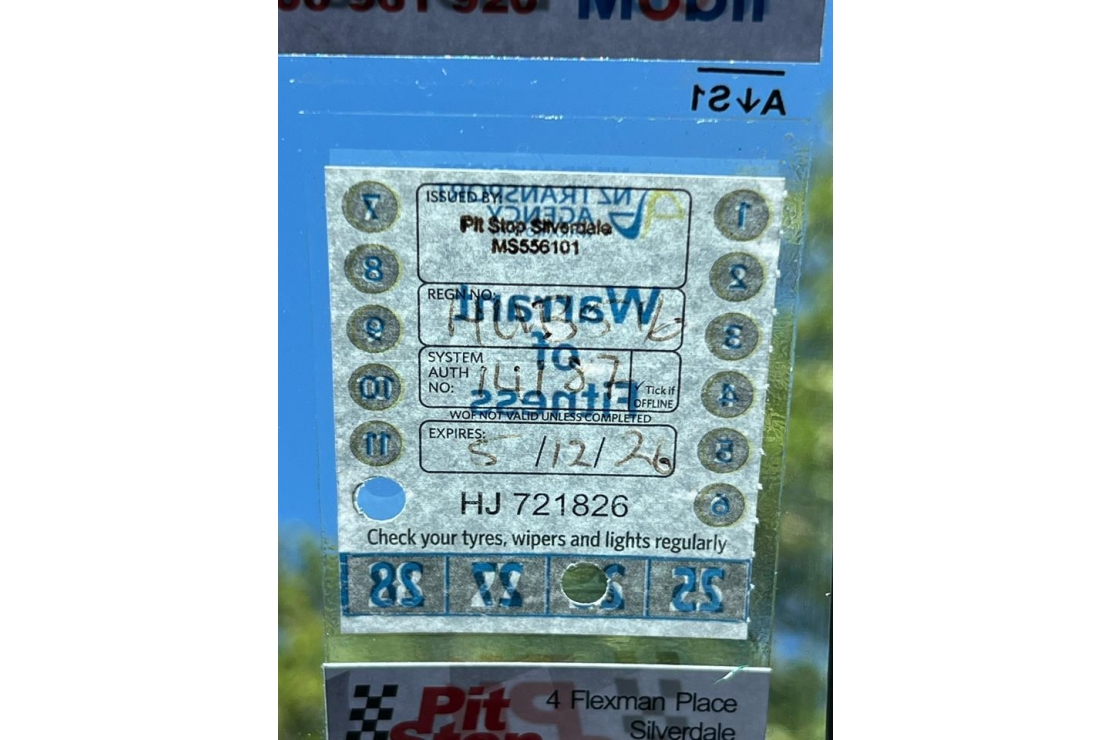 Mobil
A↓S1
NZ TRANSPORT
AGENCY
ISSUED BY:
Pit Stop Silverdale
MS556101
REGN NO:
Warrant
of
Fitness
SYSTEM
AUTH
NO: 14187
✓ Tick if
OFFLINE
WOF NOT VALID UNLESS COMPLETED
EXPIRES: 5/12/26
1
2
3
4
5
6
7
8
9
10
11
HJ 721826
Check your tyres, wipers and lights regularly
28 27 25
Pit
Stop
4 Flexman Place
Silverdale